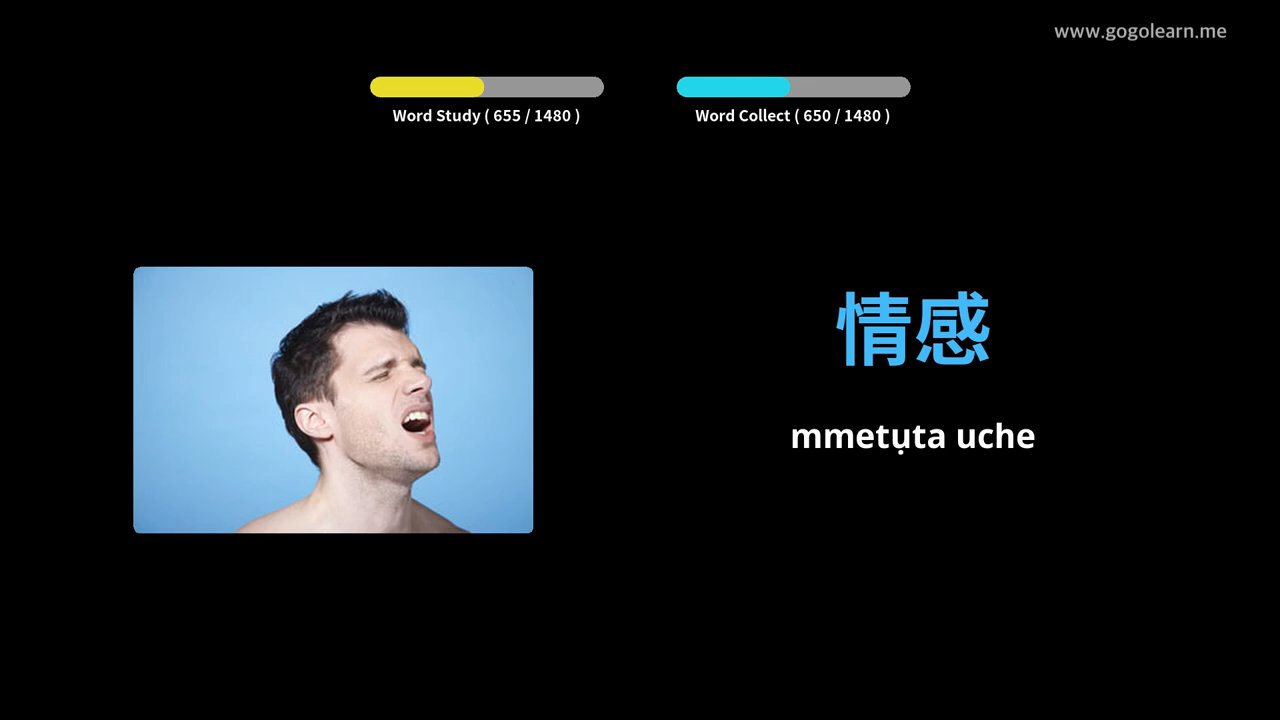 www.gogolearn.me
Word Study ( 655 / 1480 )
Word Collect ( 650 / 1480 )
情感
mmetụta uche